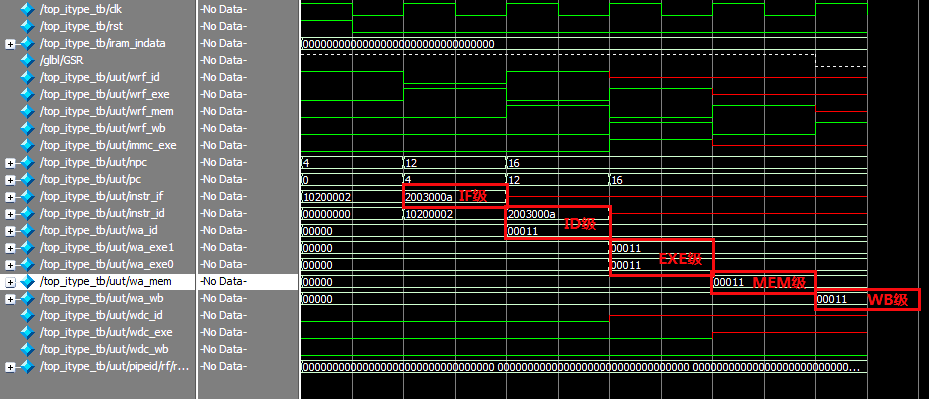 /top_itype_tb/clk -No Data-
/top_itype_tb/rst -No Data-
/top_itype_tb/iram_indata -No Data- 00000000000000000000000000000000
/glbl/GSR -No Data-
/top_itype_tb/uut/wrf_id -No Data-
/top_itype_tb/uut/wrf_exe -No Data-
/top_itype_tb/uut/wrf_mem -No Data-
/top_itype_tb/uut/wrf_wb -No Data-
/top_itype_tb/uut/immc_exe -No Data-
/top_itype_tb/uut/npc -No Data- 4 12 16
/top_itype_tb/uut/pc -No Data- 0 4 12 16
/top_itype_tb/uut/instr_if -No Data- 10200002 2003000a IF级
/top_itype_tb/uut/instr_id -No Data- 00000000 10200002 2003000a ID级
/top_itype_tb/uut/wa_id -No Data- 00000 00011
/top_itype_tb/uut/wa_exe1 -No Data- 00000 00011 EXE级
/top_itype_tb/uut/wa_exe0 -No Data- 00000 00011
/top_itype_tb/uut/wa_mem -No Data- 00000 00011 MEM级
/top_itype_tb/uut/wa_wb -No Data- 00000 00011 WB级
/top_itype_tb/uut/wdc_id -No Data-
/top_itype_tb/uut/wdc_exe -No Data-
/top_itype_tb/uut/wdc_wb -No Data-
/top_itype_tb/uut/pipeid/rf/r... -No Data- 00000000000000000000000000000000 00000000000000000000000000000000 00000000000000000000000000...